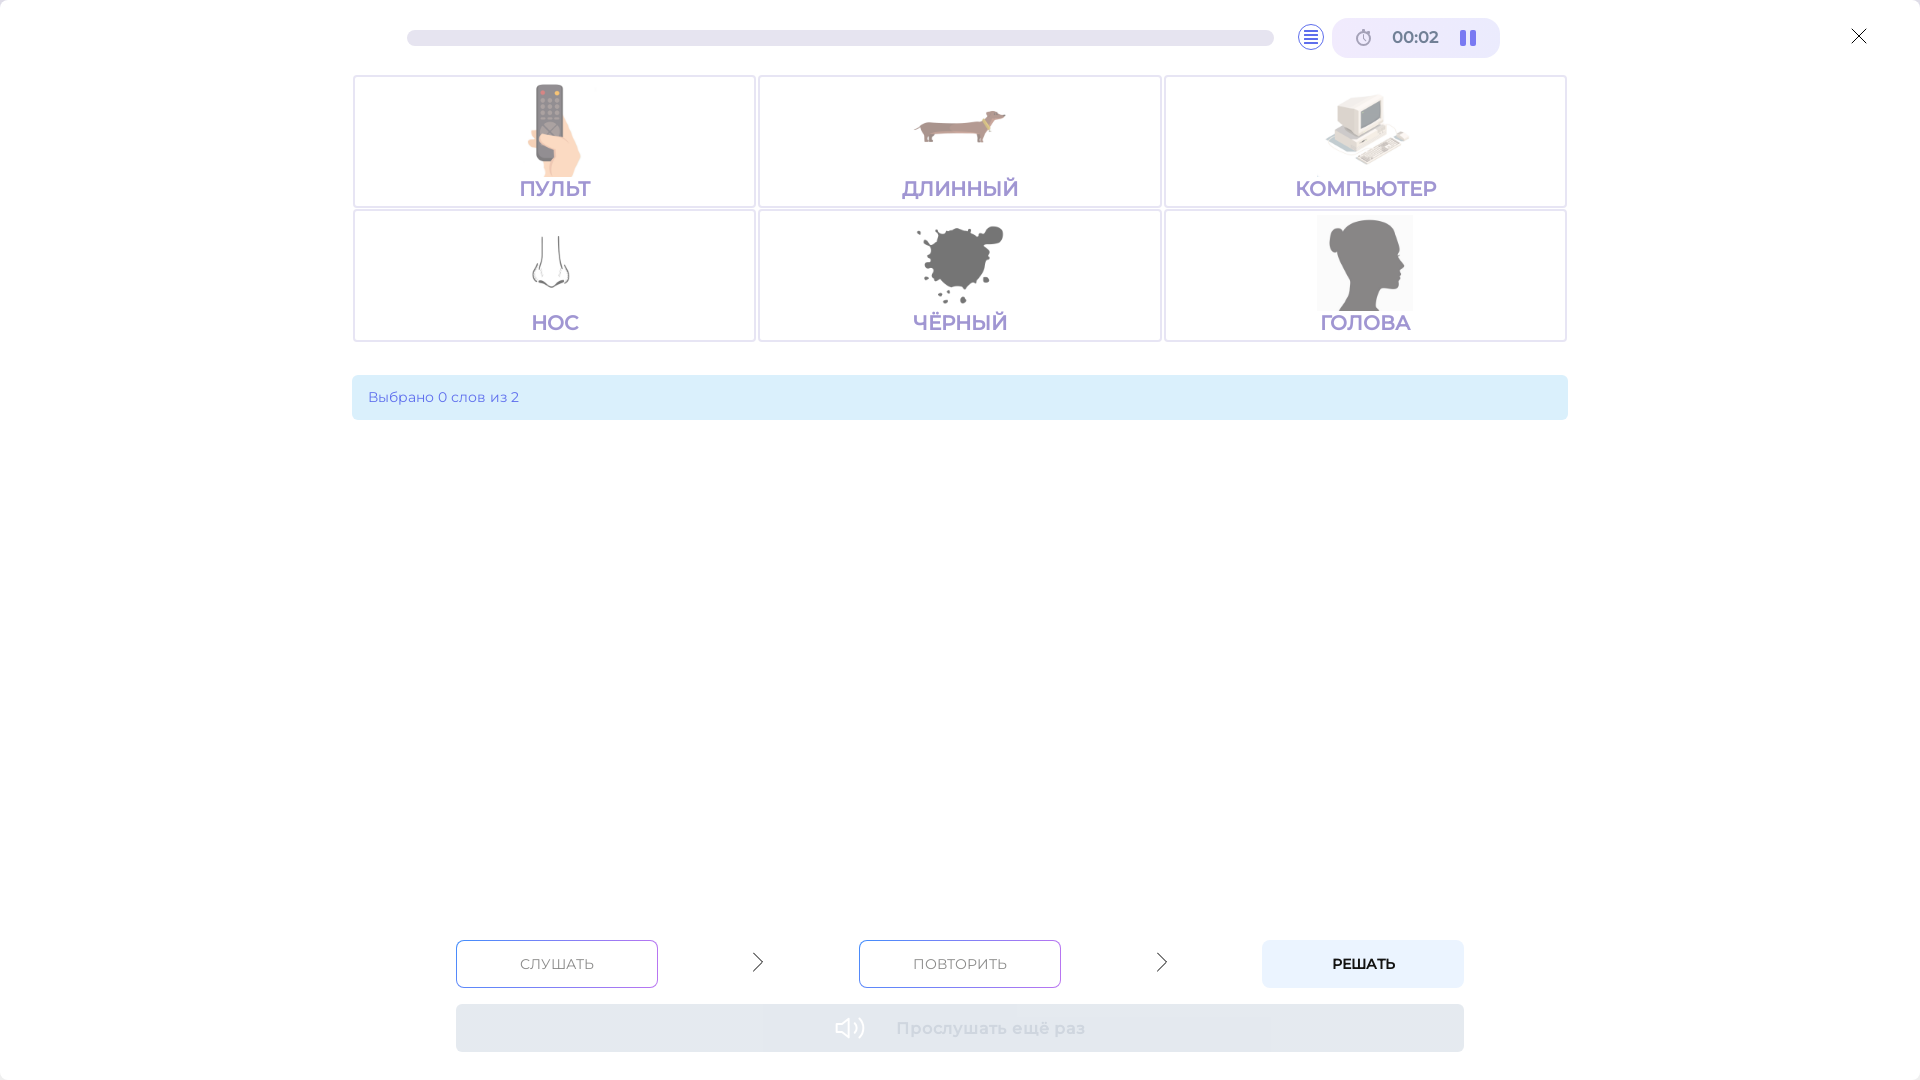 00:02
ПУЛЬТ
ДЛИННЫЙ
КОМПЬЮТЕР
НОС
ЧЁРНЫЙ
ГОЛОВА
Выбрано 0 слов из 2
СЛУШАТЬ
ПОВТОРИТЬ
РЕШАТЬ
Прослушать ещё раз